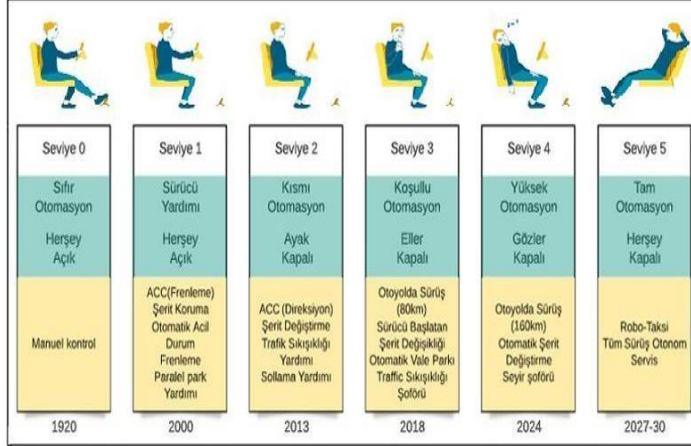 Seviye 0
Sıfır
Otomasyon
Herşey
Açık
Manuel kontrol
1920
Seviye 1
Sürücü
Yardımı
Herşey
Açık
ACC(Frenleme)
Şerit Koruma
Otomatik Acil
Durum
Frenleme
Paralel park
Yardımı
2000
Seviye 2
Kısmı
Otomasyon
Ayak
Kapalı
ACC (Direksiyon)
Şerit Değiştirme
Trafik Sıkışıklığı
Yardımı
Sollama Yardımı
2013
Seviye 3
Koşullu
Otomasyon
Eller
Kapalı
Otoyolda Sürüş
(80km)
Sürücü Başlatan
Şerit Değişikliği
Otomatik Vale Parkı
Traffic Sıkışıklığı
Şoförü
2018
Seviye 4
Yüksek
Otomasyon
Gözler
Kapalı
Otoyolda Sürüş
(160km)
Otomatik Şerit
Değiştirme
Seyir şoförü
2024
Seviye 5
Tam
Otomasyon
Herşey
Kapalı
Robo-Taksi
Tüm Sürüş Otonom
Servis
2027-30